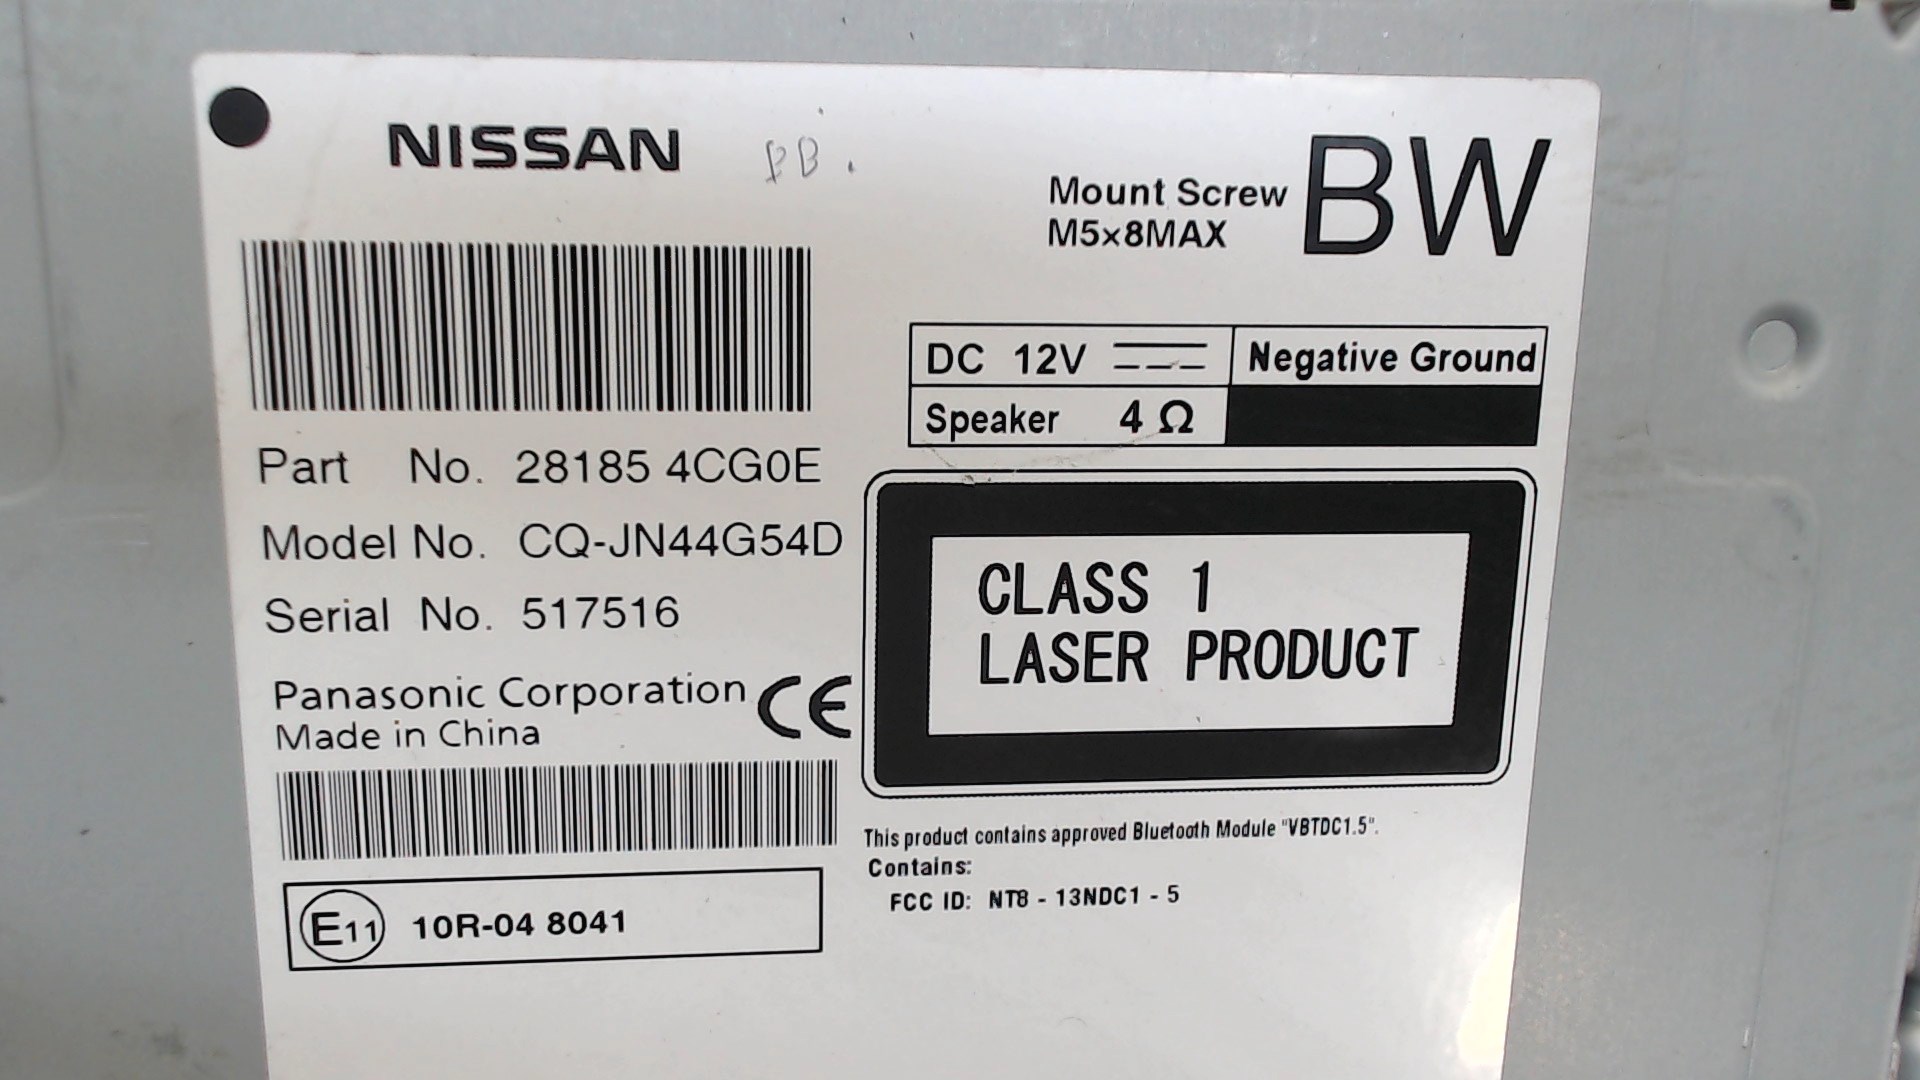 NISSAN
Mount Screw
M5×8MAX
BW
DC 12V
Negative Ground
Speaker 4 Ω
Part No. 28185 4CG0E
Model No. CQ-JN44G54D
Serial No. 517516
Panasonic Corporation
Made in China
CE
CLASS 1
LASER PRODUCT
This product contains approved Bluetooth Module "VBTDC1.5".
Contains:
FCC ID: NT8 - 13NDC1 - 5
E11 10R-04 8041